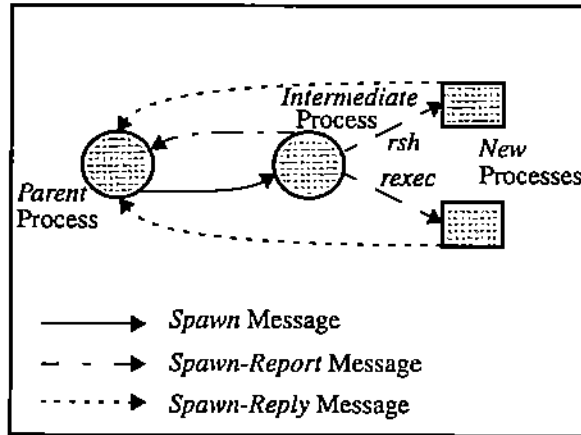 Intermediate
Process
rsh
New
Processes
rexec
Parent
Process
Spawn Message
Spawn-Report Message
Spawn-Reply Message